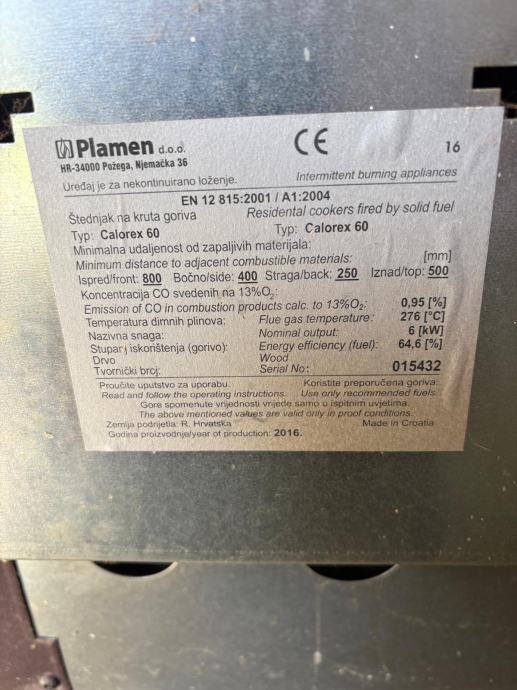 Plamen d.o.o. CE 16
HR-34000 Požega, Njemačka 36
Uređaj je za nekontinuirano loženje. Intermittent burning appliances
EN 12 815:2001 / A1:2004
Štednjak na kruta goriva Residental cookers fired by solid fuel
Typ: Calorex 60 Typ: Calorex 60
Minimalna udaljenost od zapaljivih materijala:
Minimum distance to adjacent combustible materials: [mm]
Ispred/front: 800 Bočno/side: 400 Straga/back: 250 Iznad/top: 500
Koncentracija CO svedenih na 13%O₂:
Emission of CO in combustion products calc. to 13%O₂: 0,95 [%]
Temperatura dimnih plinova: Flue gas temperature: 276 [°C]
Nazivna snaga: Nominal output: 6 [kW]
Stupanj iskorištenja (gorivo): Energy efficiency (fuel): 64,6 [%]
Drvo Wood
Tvornički broj: Serial No: 015432
Proučite uputstvo za uporabu. Koristite preporučena goriva.
Read and follow the operating instructions. Use only recommended fuels
Gore spomenute vrijednosti vrijede samo u ispitnim uvjetima.
The above mentioned values are valid only in proof conditions.
Zemlja podrijetla: R. Hrvatska Made in Croatia
Godina proizvodnje/year of production: 2016.